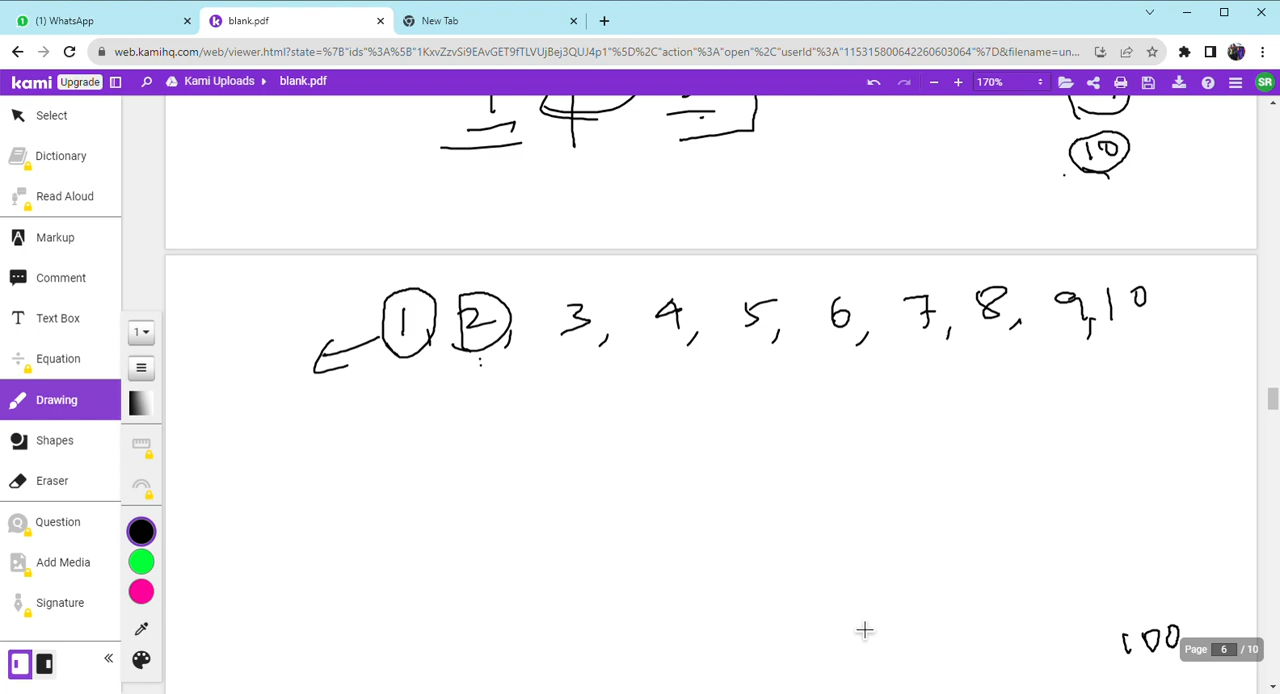 (1) WhatsApp
blank.pdf
New Tab
web.kamihq.com/web/viewer.html?state=%7B"ids"%3A%5B"1KxvZzvSi9EAvGET9fTLVUjBej3QUJ4p1"%5D%2C"action"%3A"open"%2C"userId"%3A"115315800642260603064"%7D&filename=un...
kami Upgrade Kami Uploads blank.pdf 170% SR
Select
Dictionary
Read Aloud
Markup
Comment
Text Box
Equation
Drawing
Shapes
Eraser
Question
Add Media
Signature
1
10
1, 2, 3, 4, 5, 6, 7, 8, 9, 10
100
Page 6 / 10